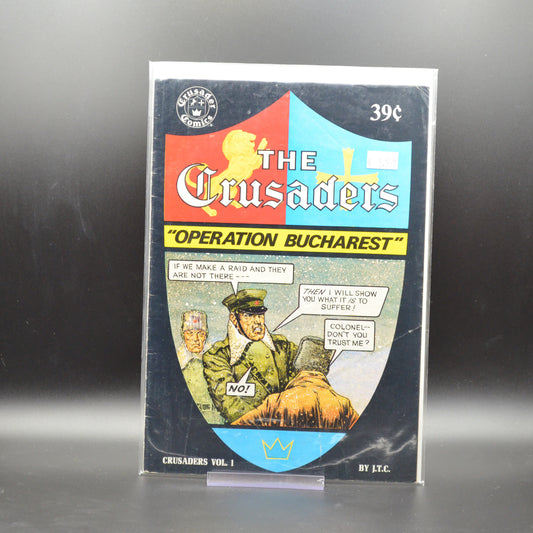 Crusader
Comics
39¢
THE
Crusaders
"OPERATION BUCHAREST"
IF WE MAKE A RAID AND THEY
ARE NOT THERE ---
THEN I WILL SHOW
YOU WHAT IT IS TO
SUFFER!
COLONEL--
DON'T YOU
TRUST ME?
NO!
CRUSADERS VOL. 1
BY J.T.C.